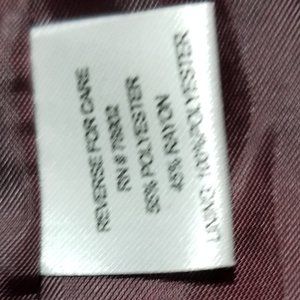 REVERSE FOR CARE
RN #
55% POLYESTER
45% RAYON
LINING: 100% POLYESTER